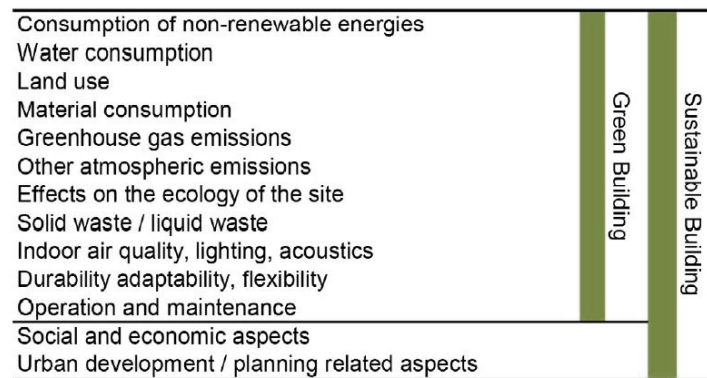 Consumption of non-renewable energies
Water consumption
Land use
Material consumption
Greenhouse gas emissions
Other atmospheric emissions
Effects on the ecology of the site
Solid waste / liquid waste
Indoor air quality, lighting, acoustics
Durability adaptability, flexibility
Operation and maintenance
Social and economic aspects
Urban development / planning related aspects
Green Building
Sustainable Building